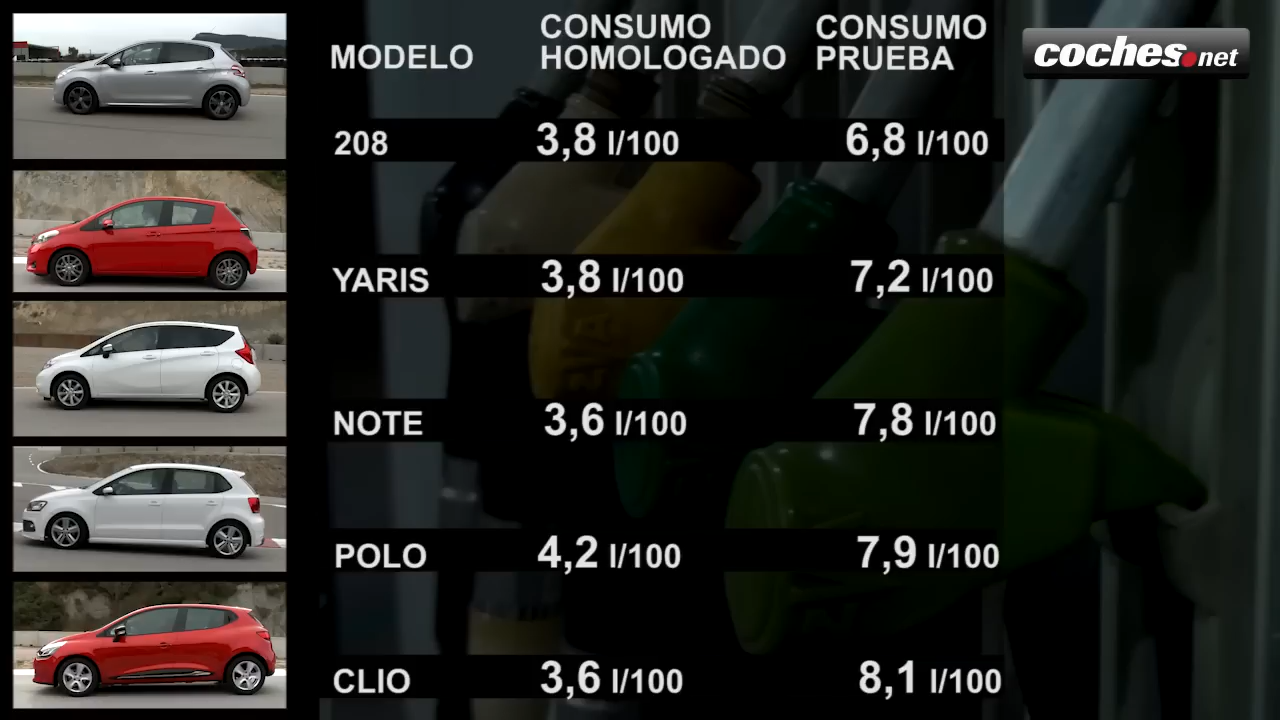 MODELO
CONSUMO
HOMOLOGADO
CONSUMO
PRUEBA
coches.net
208 3,8 l/100 6,8 l/100
YARIS 3,8 l/100 7,2 l/100
NOTE 3,6 l/100 7,8 l/100
POLO 4,2 l/100 7,9 l/100
CLIO 3,6 l/100 8,1 l/100